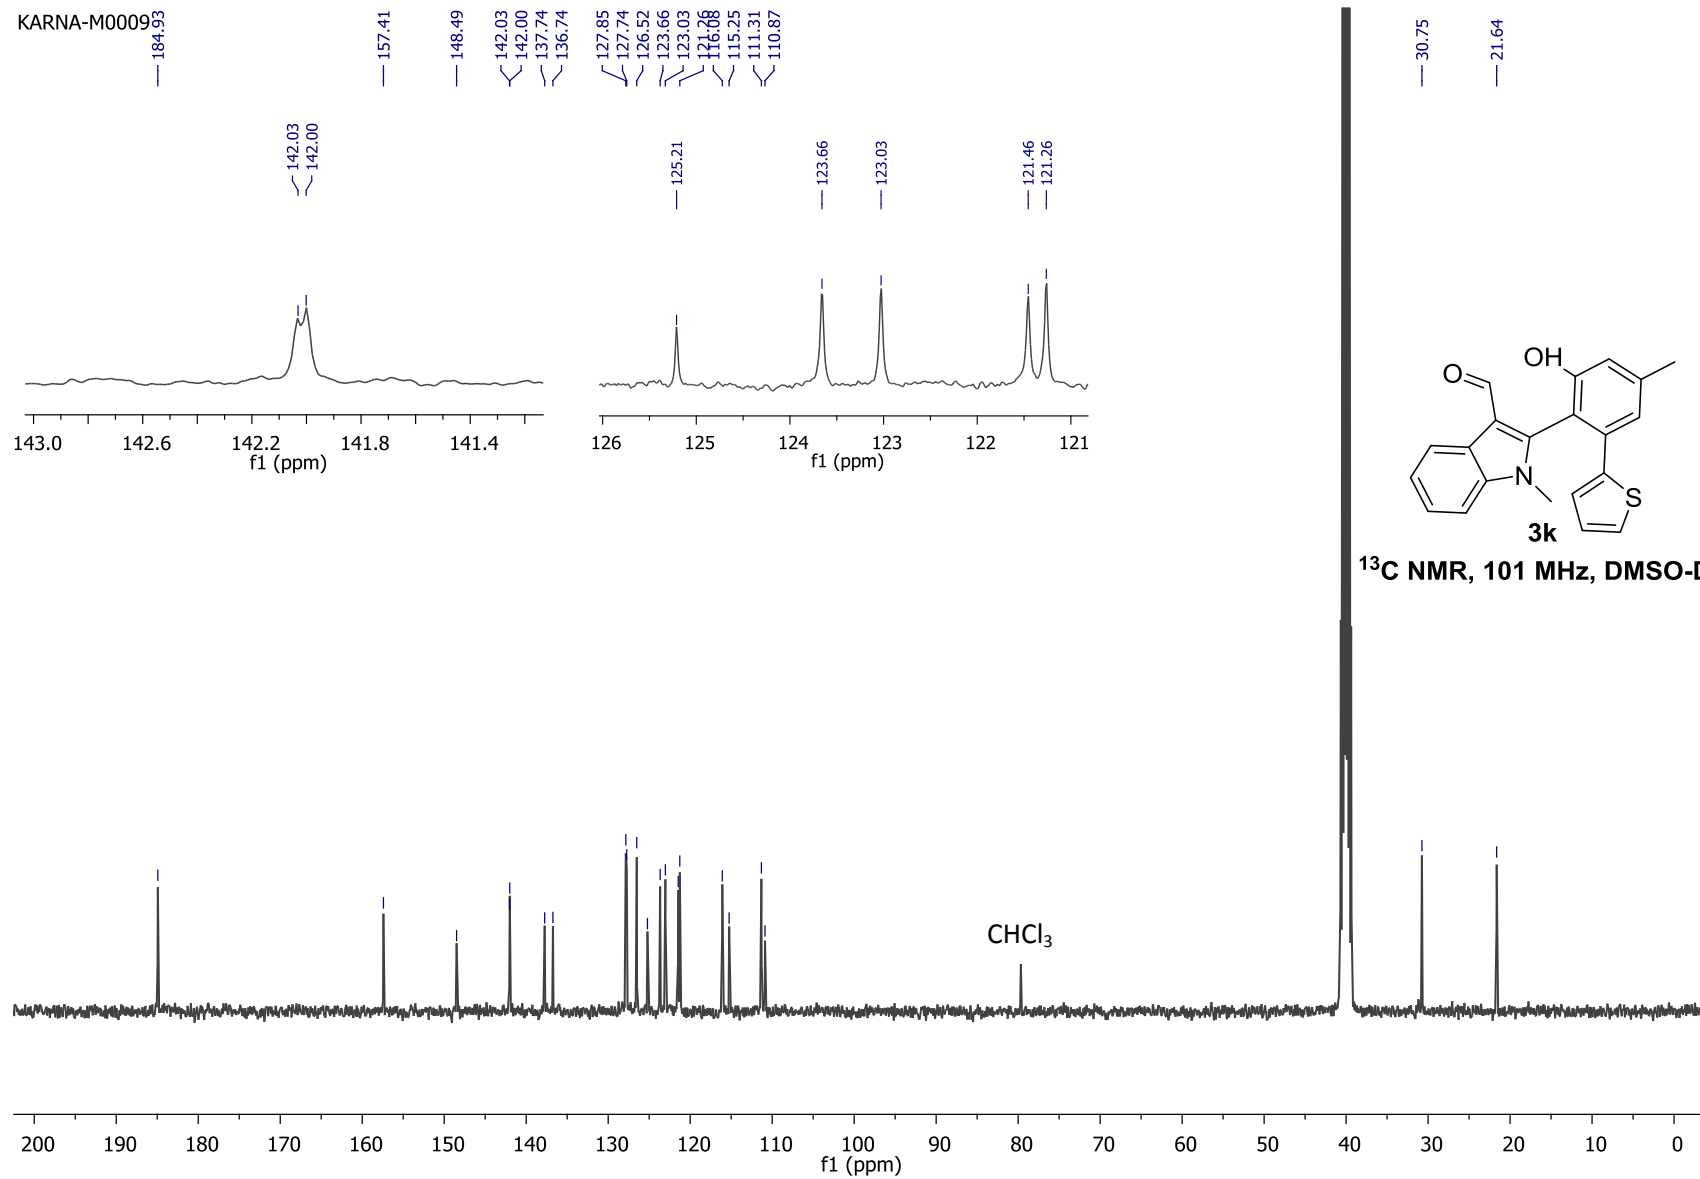 KARNA-M0009
184.93
157.41
148.49
142.03
142.00
137.74
136.74
127.85
127.74
126.52
123.66
123.03
121.26
116.08
115.25
111.31
110.87
30.75
21.64
142.03
142.00
125.21
123.66
123.03
121.46
121.26
143.0 142.6 142.2 141.8 141.4
f1 (ppm)
126 125 124 123 122 121
f1 (ppm)
OH
O
N
S
3k
13C NMR, 101 MHz, DMSO-D
CHCl3
200 190 180 170 160 150 140 130 120 110 100 90 80 70 60 50 40 30 20 10 0
f1 (ppm)